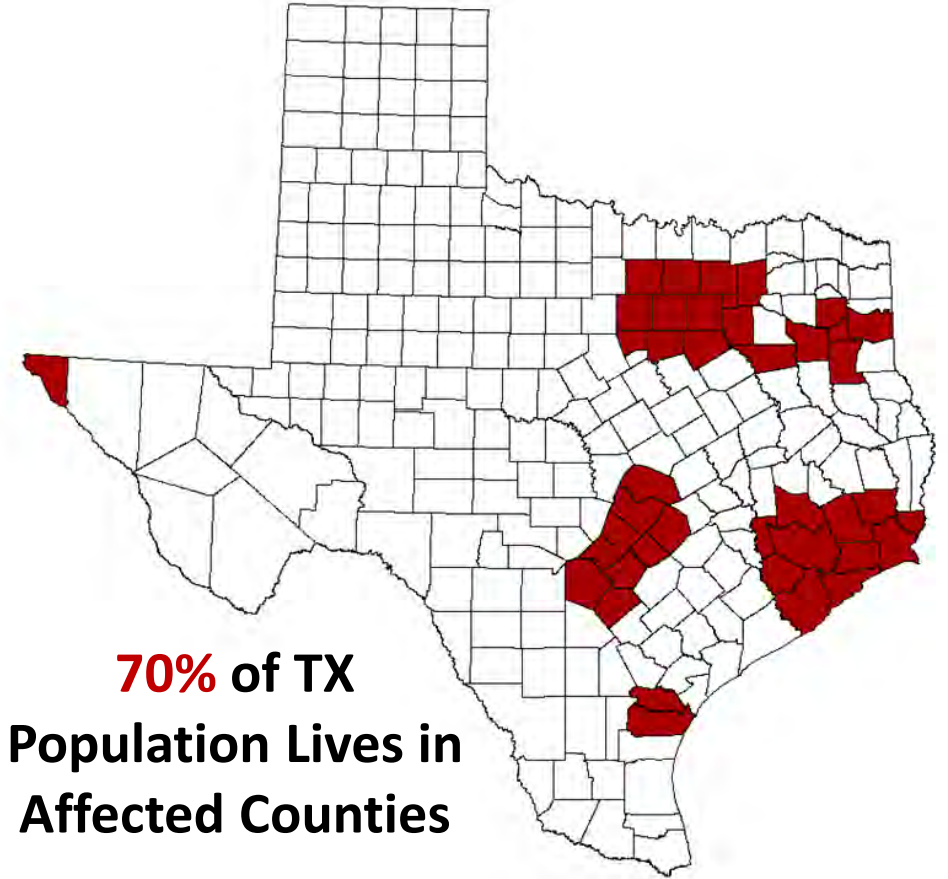 70% of TX
Population Lives in
Affected Counties